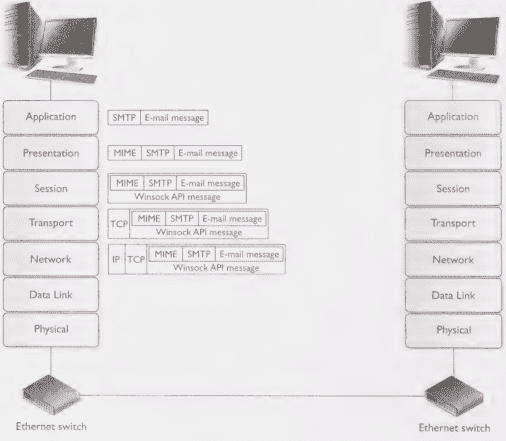 Application
SMTP E-mail message
Application
Presentation
MIME SMTP E-mail message
Presentation
Session
MIME SMTP E-mail message
Winsock API message
Session
Transport
TCP MIME SMTP E-mail message
Winsock API message
Transport
Network
IP TCP MIME SMTP E-mail message
Winsock API message
Network
Data Link
Data Link
Physical
Physical
Ethernet switch
Ethernet switch